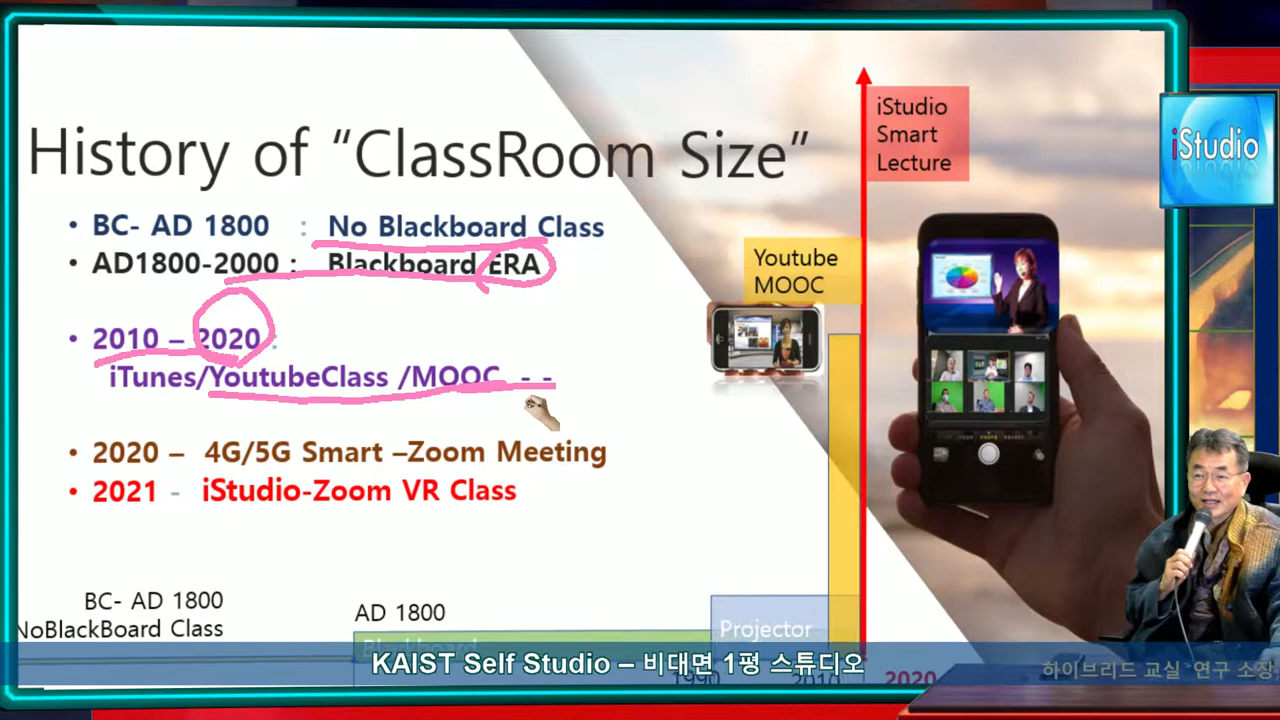 History of “ClassRoom Size”
• BC- AD 1800 : No Blackboard Class
• AD1800-2000 : Blackboard ERA
• 2010 – 2020 :
iTunes/YoutubeClass /MOOC - -
• 2020 – 4G/5G Smart –Zoom Meeting
• 2021 - iStudio-Zoom VR Class
iStudio
Smart
Lecture
Youtube
MOOC
iStudio
BC- AD 1800
NoBlackBoard Class
AD 1800
Blackboard
Projector
1990
2010
2020
KAIST Self Studio – 비대면 1평 스튜디오
하이브리드 교실 연구 소장